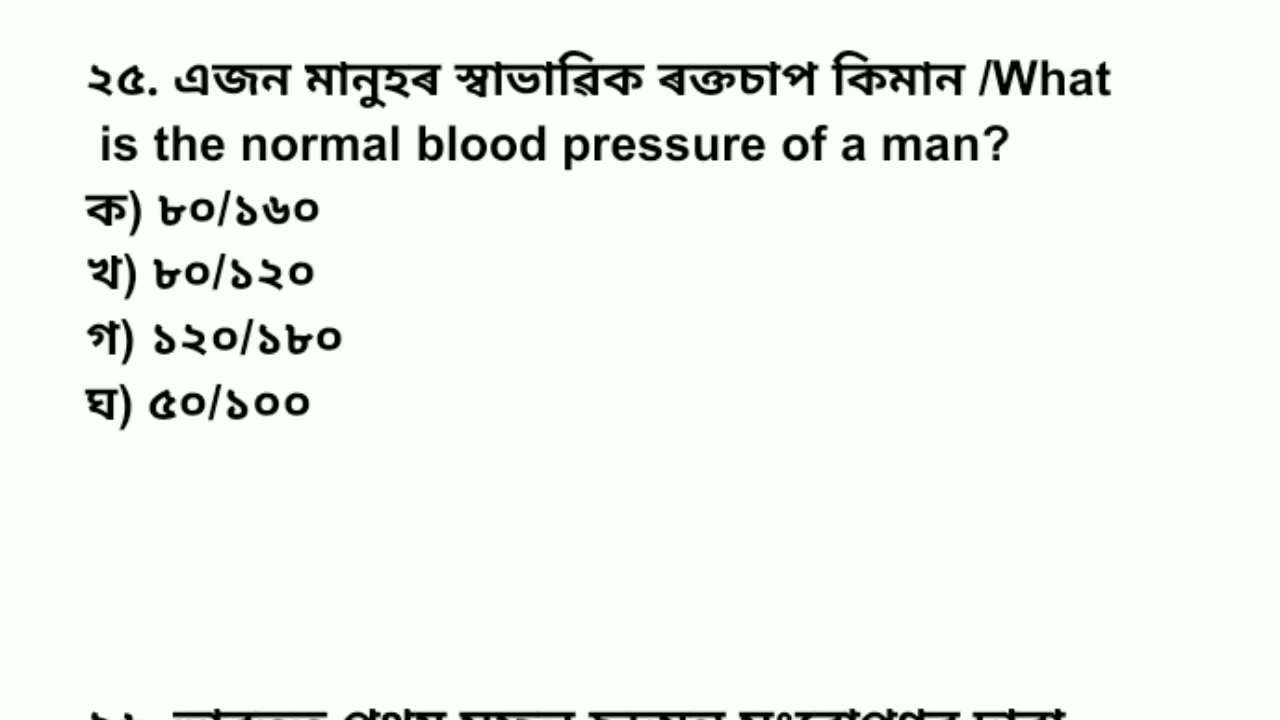 ২৫. এজন মানুহৰ স্বাভাৱিক ৰক্তচাপ কিমান /What
is the normal blood pressure of a man?
ক) ৮০/১৬০
খ) ৮০/১২০
গ) ১২০/১৮০
ঘ) ৫০/১০০